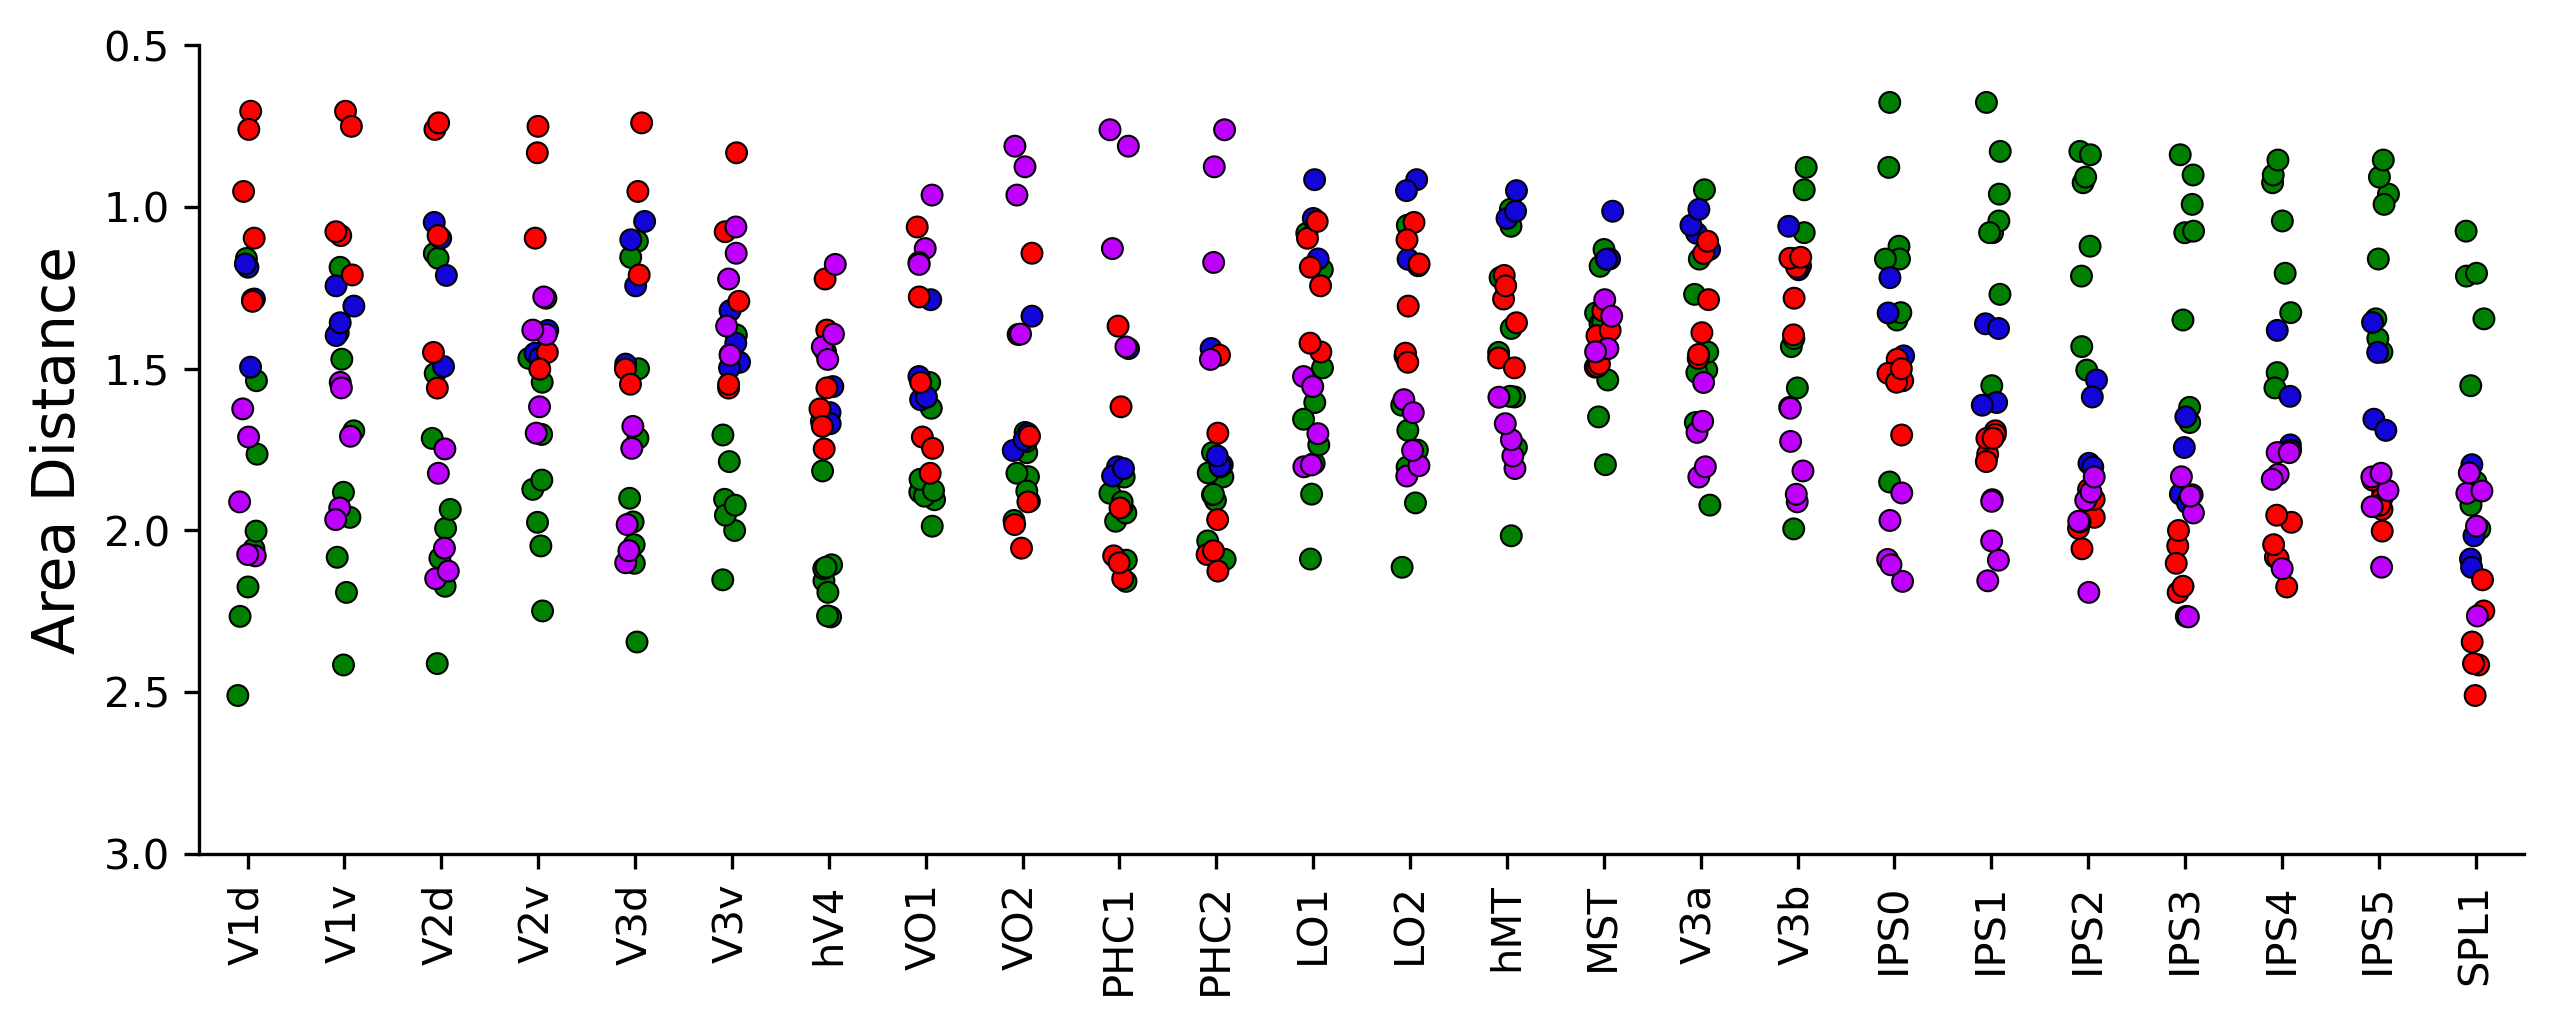 0.5
1.0
1.5
2.0
2.5
3.0
Area Distance
V1d
V1v
V2d
V2v
V3d
V3v
hV4
VO1
VO2
PHC1
PHC2
LO1
LO2
hMT
MST
V3a
V3b
IPS0
IPS1
IPS2
IPS3
IPS4
IPS5
SPL1